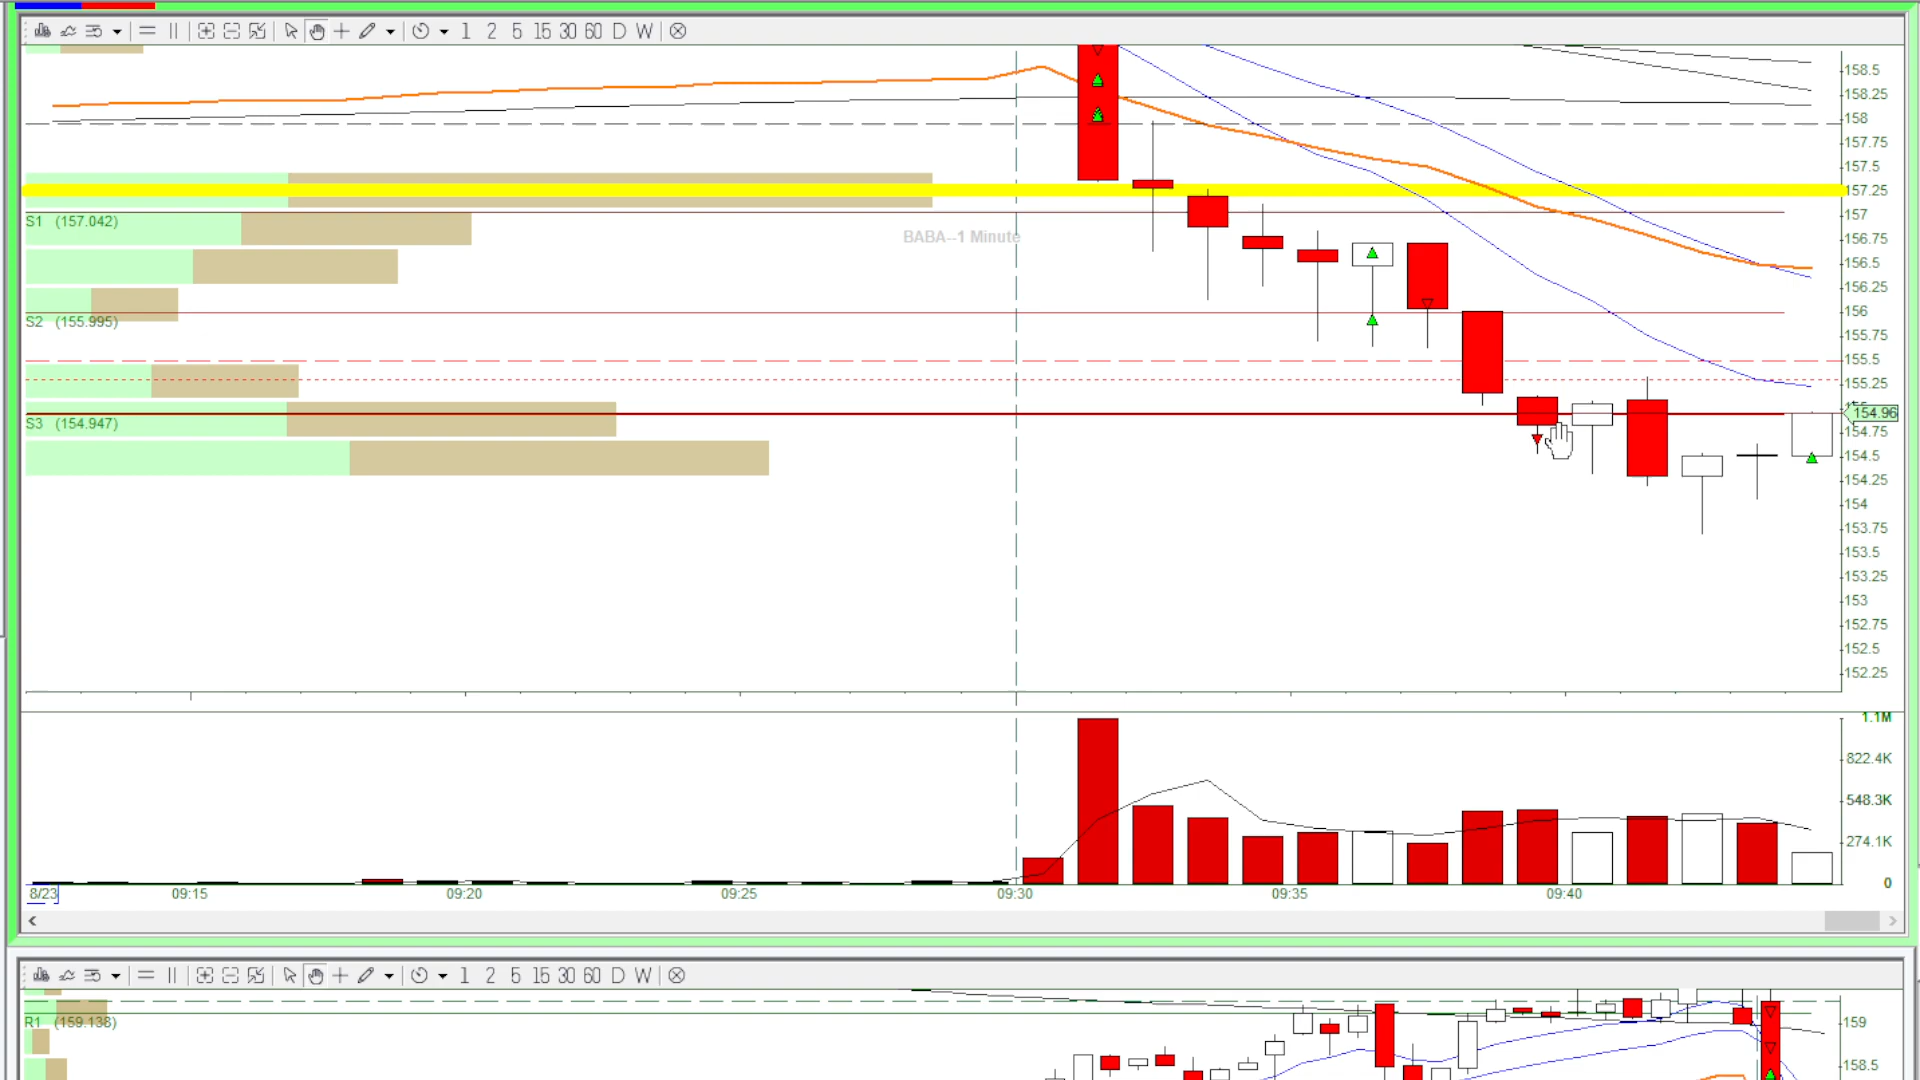 1 2 5 15 30 60 D W
158.5
158.25
158
157.75
157.5
157.25
S1 (157.042)
157
BABA--1 Minute
156.75
156.5
156.25
S2 (155.995)
156
155.75
155.5
155.25
154.96
S3 (154.947)
154.75
154.5
154.25
154
153.75
153.5
153.25
153
152.75
152.5
152.25
1.1M
822.4K
548.3K
274.1K
0
8/23 09:15 09:20 09:25 09:30 09:35 09:40
1 2 5 15 30 60 D W
R1 (159.138)
159
158.5